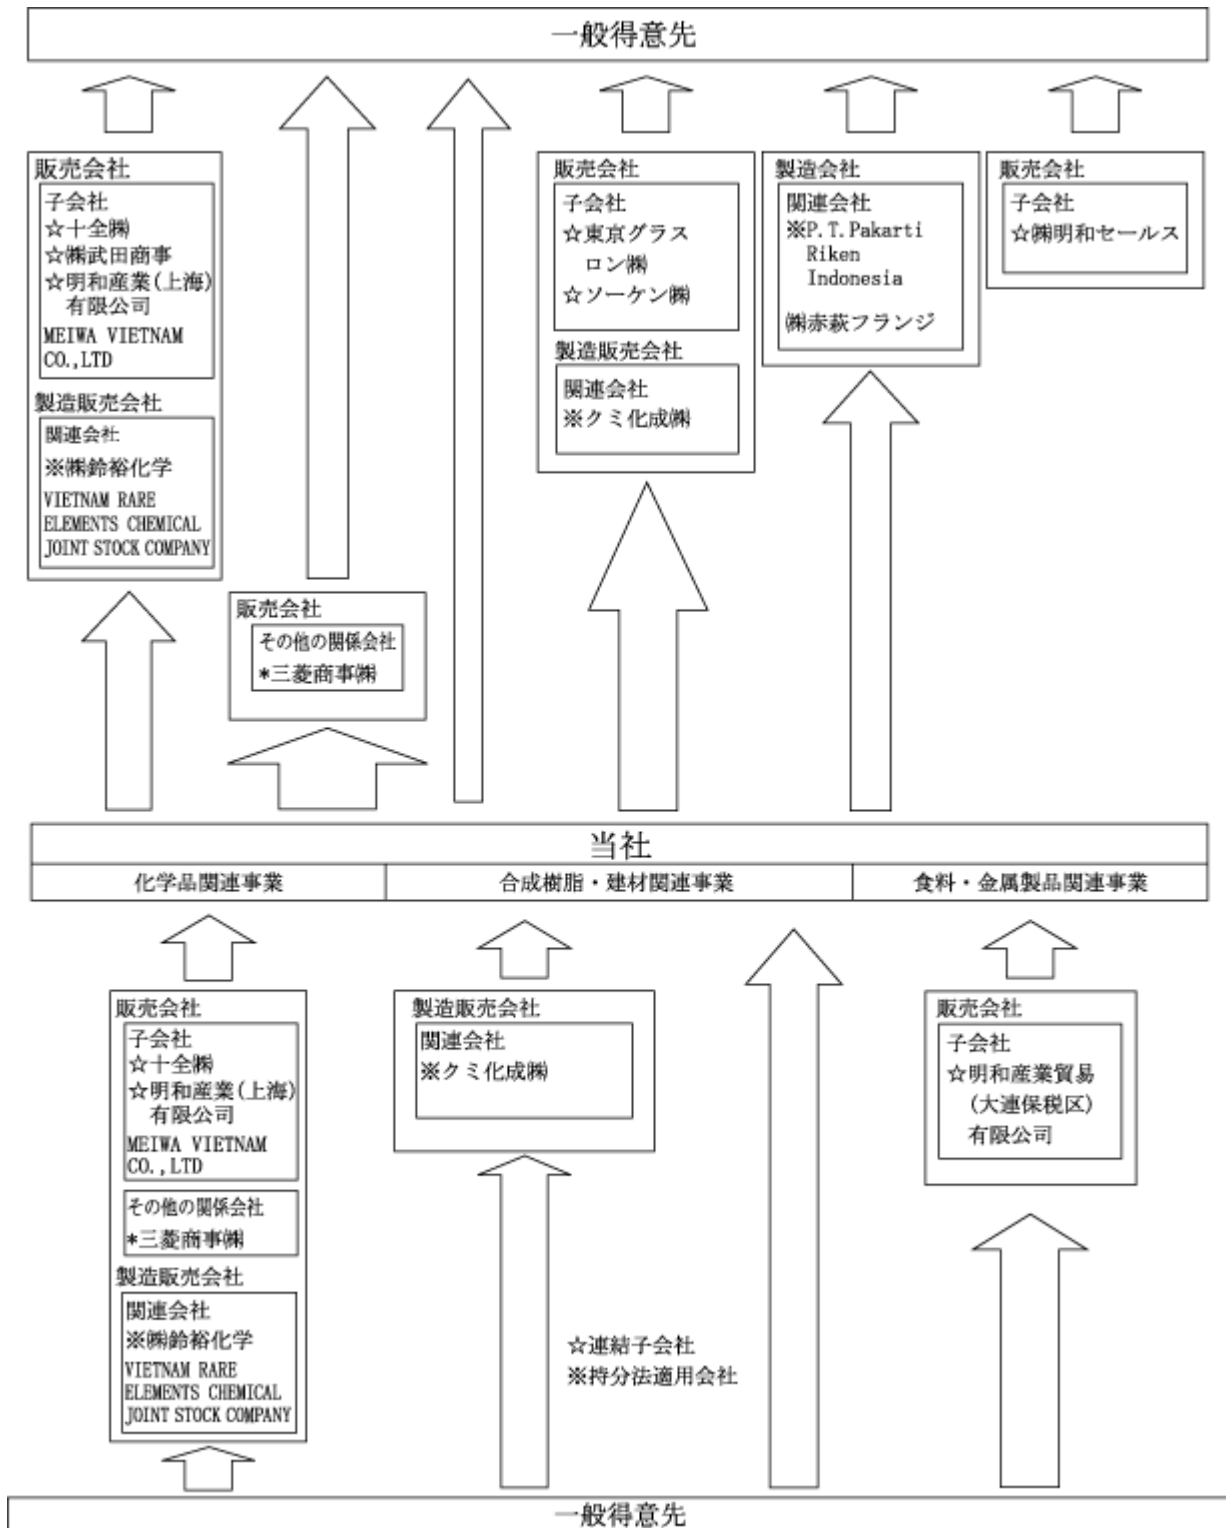 一般得意先
販売会社
子会社
☆十全㈱
☆㈱武田商事
☆明和産業(上海)
有限公司
MEIWA VIETNAM
CO.,LTD
製造販売会社
関連会社
※㈱鈴裕化学
VIETNAM RARE
ELEMENTS CHEMICAL
JOINT STOCK COMPANY
販売会社
その他の関係会社
*三菱商事㈱
販売会社
子会社
☆東京グラス
ロン㈱
☆ソーケン㈱
製造販売会社
関連会社
※クミ化成㈱
製造会社
関連会社
※P.T.Pakarti
Riken
Indonesia
㈱赤萩フランジ
販売会社
子会社
☆㈱明和セールス
当社
化学品関連事業
合成樹脂・建材関連事業
食料・金属製品関連事業
販売会社
子会社
☆十全㈱
☆明和産業(上海)
有限公司
MEIWA VIETNAM
CO.,LTD
その他の関係会社
*三菱商事㈱
製造販売会社
関連会社
※㈱鈴裕化学
VIETNAM RARE
ELEMENTS CHEMICAL
JOINT STOCK COMPANY
製造販売会社
関連会社
※クミ化成㈱
販売会社
子会社
☆明和産業貿易
(大連保税区)
有限公司
☆連結子会社
※持分法適用会社
一般得意先